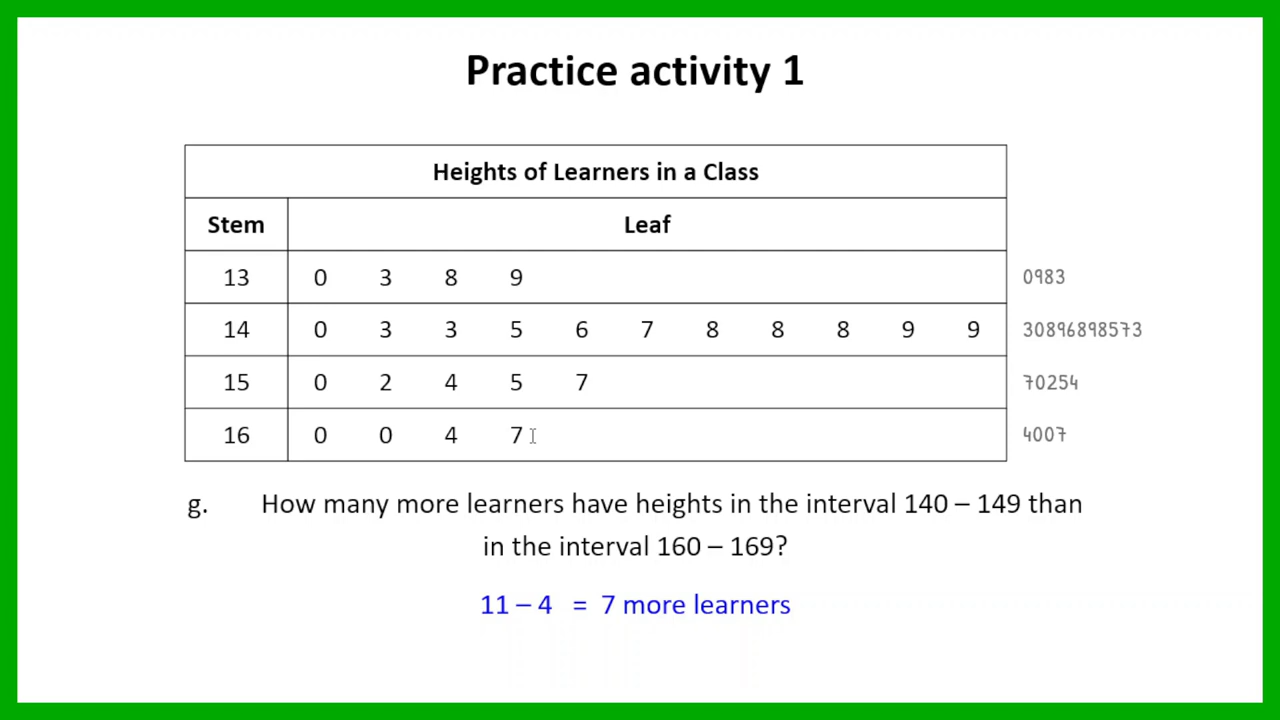 Practice activity 1
Heights of Learners in a Class
Stem Leaf
13 0 3 8 9 0983
14 0 3 3 5 6 7 8 8 8 9 9 30896898573
15 0 2 4 5 7 70254
16 0 0 4 7 4007
g. How many more learners have heights in the interval 140 – 149 than
in the interval 160 – 169?
11 – 4 = 7 more learners